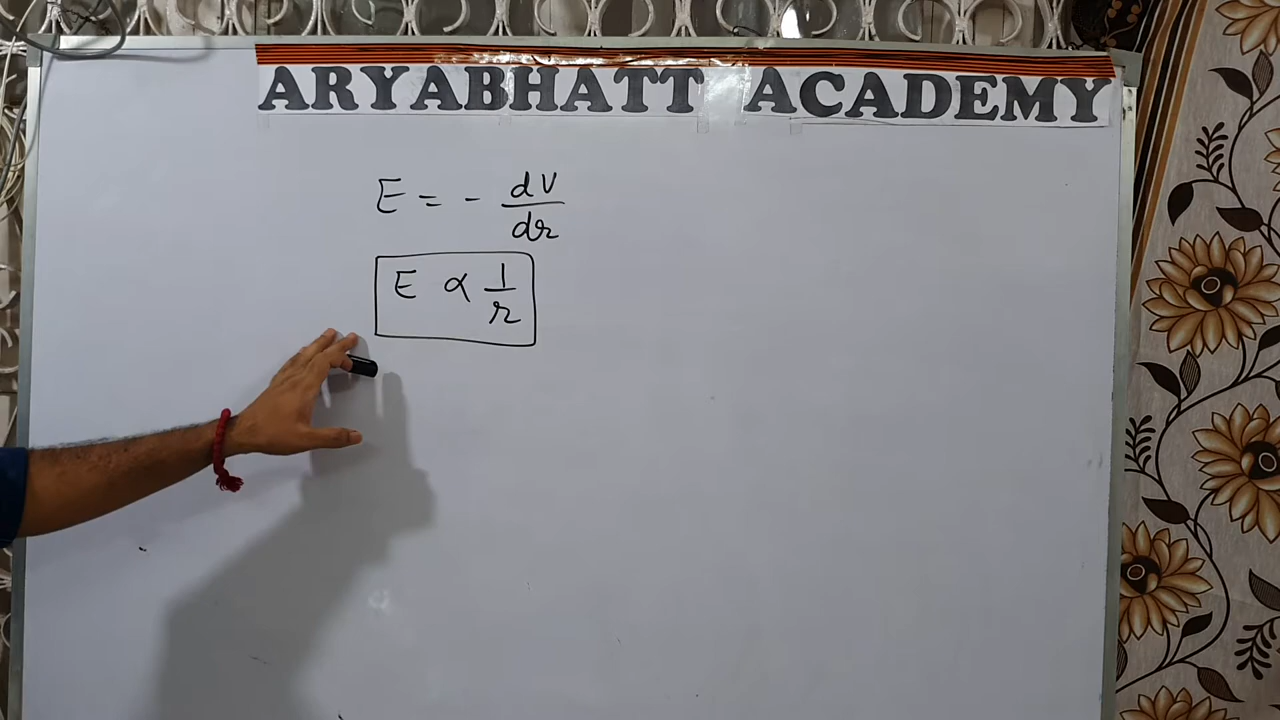 ARYABHATT ACADEMY
E = - dV/dr
E ∝ 1/r